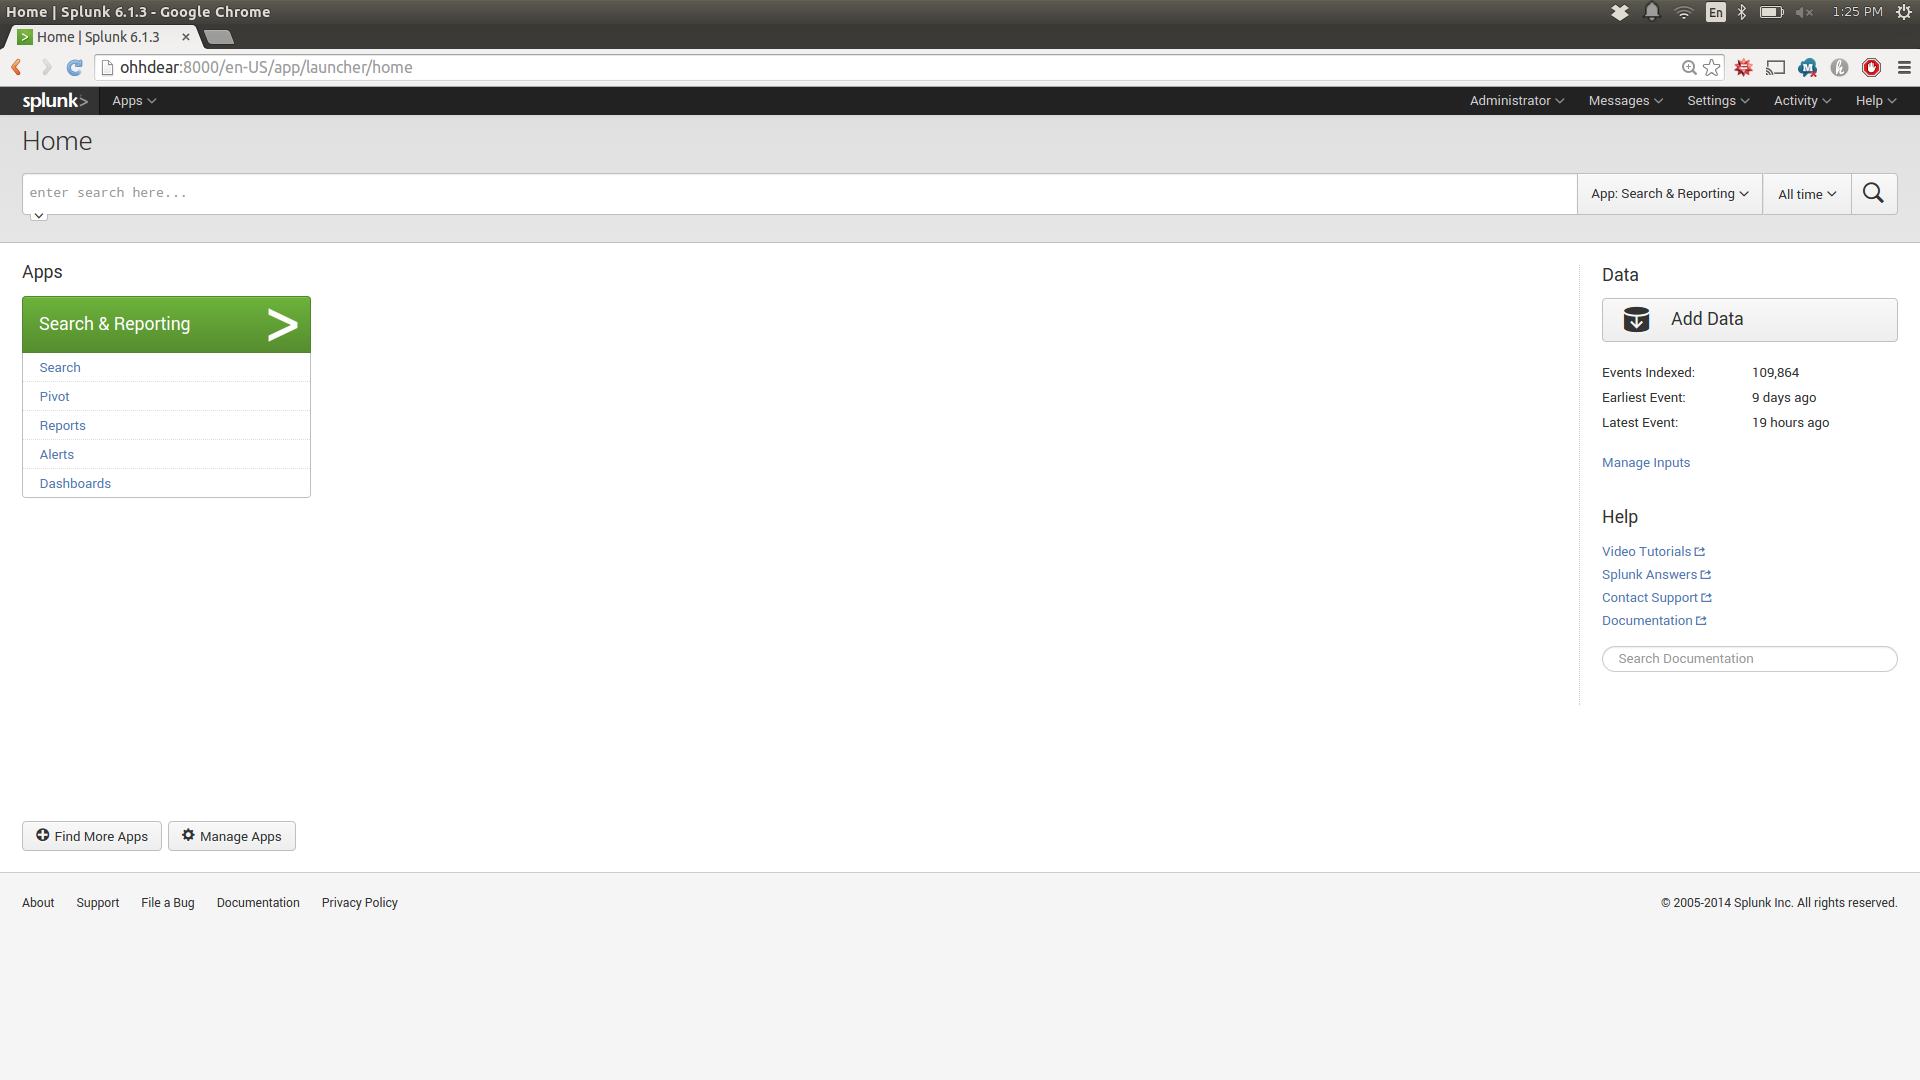 Home | Splunk 6.1.3 - Google Chrome
En
1:25 PM
Home | Splunk 6.1.3
ohhdear:8000/en-US/app/launcher/home
splunk>
Apps
Administrator
Messages
Settings
Activity
Help
Home
enter search here...
App: Search & Reporting
All time
Apps
Search & Reporting
>
Search
Pivot
Reports
Alerts
Dashboards
Data
Add Data
Events Indexed: 109,864
Earliest Event: 9 days ago
Latest Event: 19 hours ago
Manage Inputs
Help
Video Tutorials
Splunk Answers
Contact Support
Documentation
Search Documentation
Find More Apps
Manage Apps
About Support File a Bug Documentation Privacy Policy
© 2005-2014 Splunk Inc. All rights reserved.